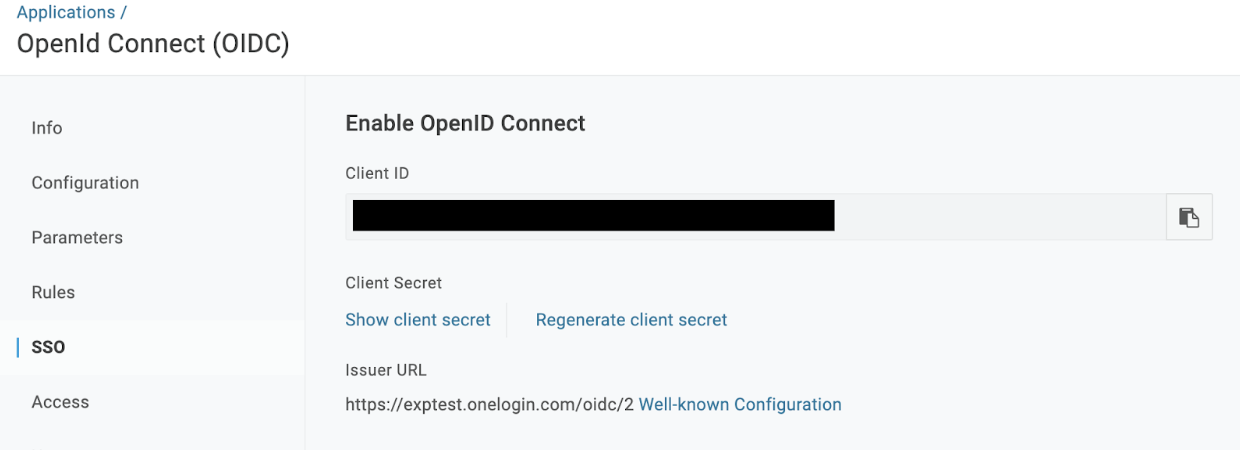 Applications /
OpenId Connect (OIDC)
Info
Configuration
Parameters
Rules
SSO
Access
Enable OpenID Connect
Client ID
Client Secret
Show client secret Regenerate client secret
Issuer URL
https://exptest.onelogin.com/oidc/2 Well-known Configuration